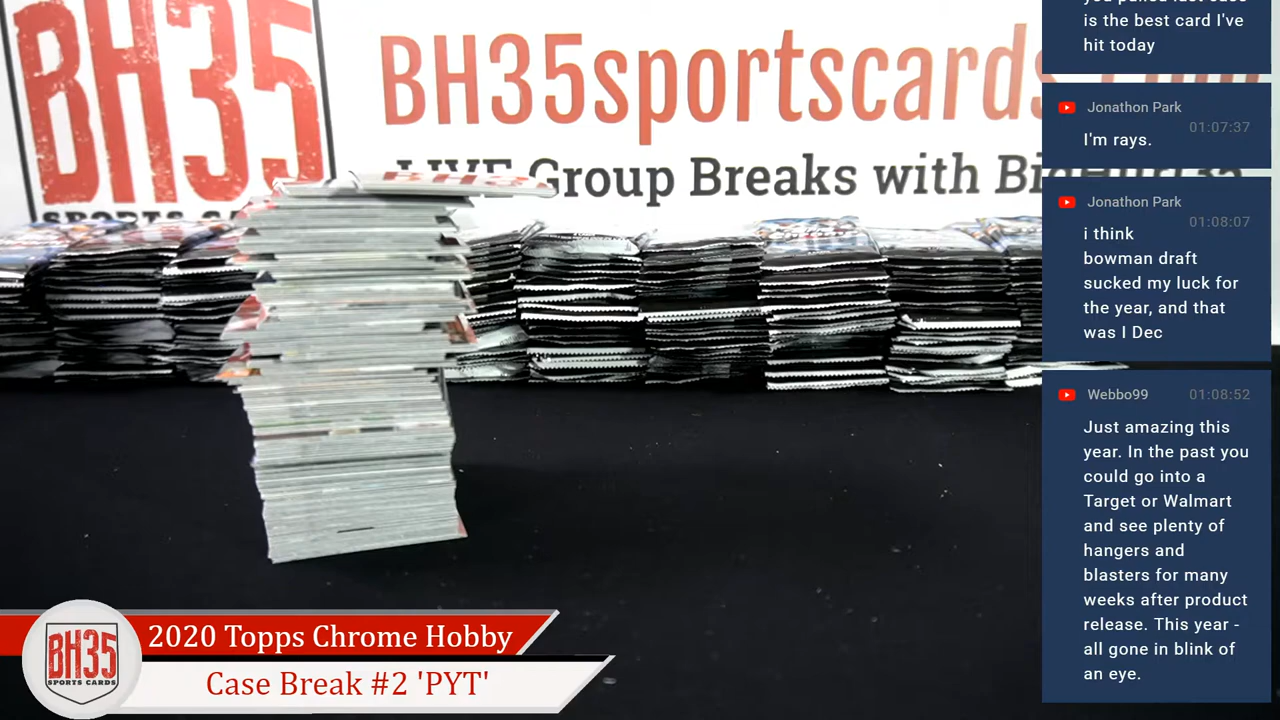 BH35
BH35sportscards
LIVE Group Breaks with
is the best card I've
hit today
Jonathon Park
01:07:37
I'm rays.
Jonathon Park
01:08:07
i think
bowman draft
sucked my luck for
the year, and that
was I Dec
Webbo99 01:08:52
Just amazing this
year. In the past you
could go into a
Target or Walmart
and see plenty of
hangers and
blasters for many
weeks after product
release. This year -
all gone in blink of
an eye.
BH35
SPORTS CARDS
2020 Topps Chrome Hobby
Case Break #2 'PYT'